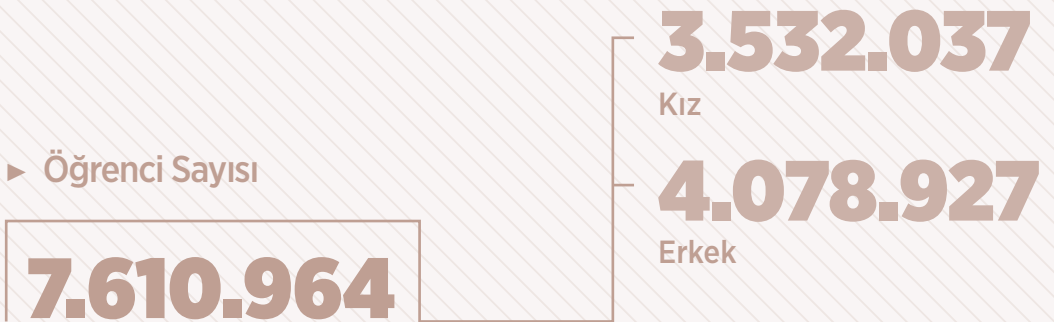 3.532.037
Kız
► Öğrenci Sayısı
4.078.927
Erkek
7.610.964